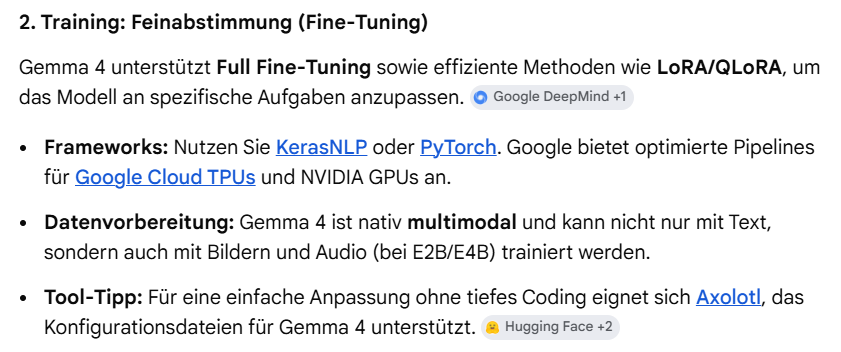 2. Training: Feinabstimmung (Fine-Tuning)
Gemma 4 unterstützt Full Fine-Tuning sowie effiziente Methoden wie LoRA/QLoRA, um
das Modell an spezifische Aufgaben anzupassen. Google DeepMind +1
• Frameworks: Nutzen Sie KerasNLP oder PyTorch. Google bietet optimierte Pipelines
für Google Cloud TPUs und NVIDIA GPUs an.
• Datenvorbereitung: Gemma 4 ist nativ multimodal und kann nicht nur mit Text,
sondern auch mit Bildern und Audio (bei E2B/E4B) trainiert werden.
• Tool-Tipp: Für eine einfache Anpassung ohne tiefes Coding eignet sich Axolotl, das
Konfigurationsdateien für Gemma 4 unterstützt. Hugging Face +2